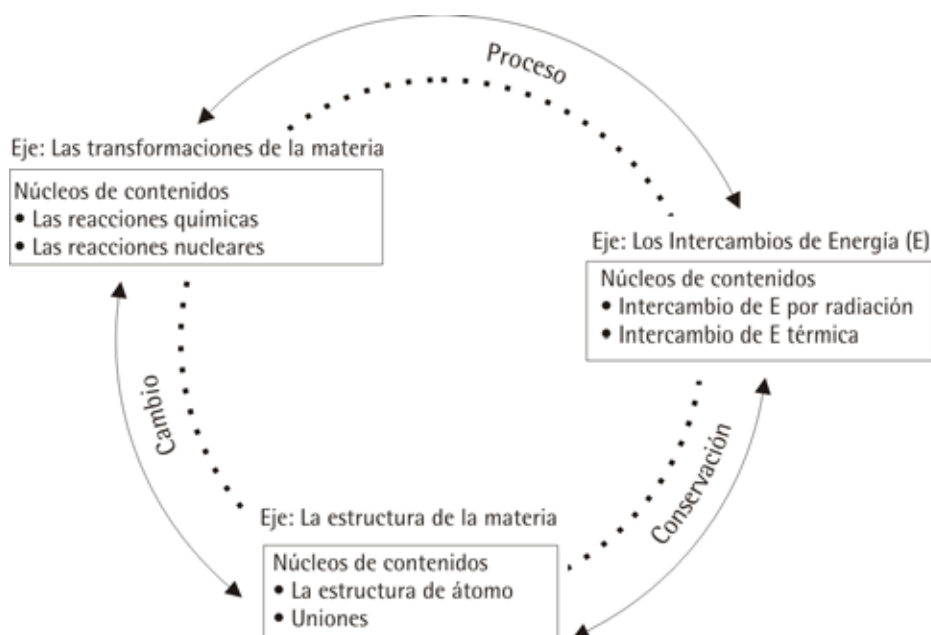 Proceso
Eje: Las transformaciones de la materia
Núcleos de contenidos
• Las reacciones químicas
• Las reacciones nucleares
Eje: Los Intercambios de Energía (E)
Núcleos de contenidos
• Intercambio de E por radiación
• Intercambio de E térmica
Cambio
Conservación
Eje: La estructura de la materia
Núcleos de contenidos
• La estructura de átomo
• Uniones